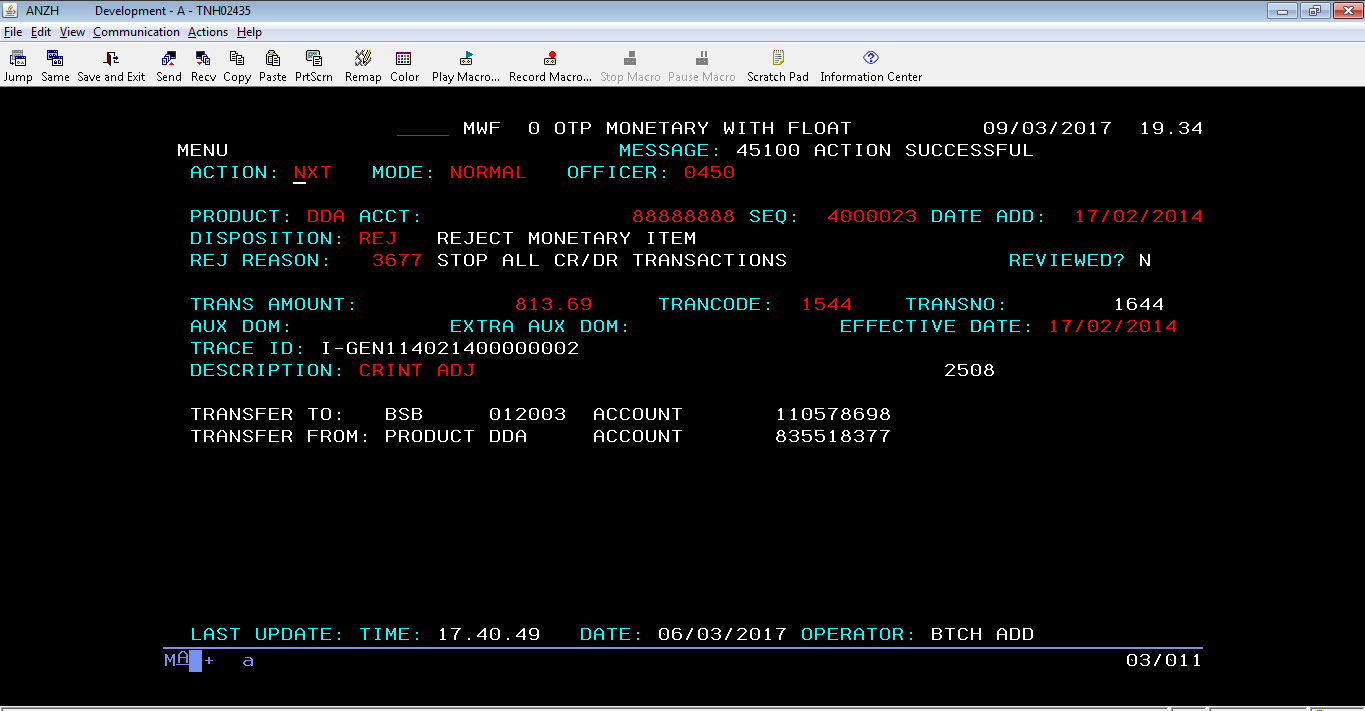 ANZH Development - A - TNH02435
File Edit View Communication Actions Help
Jump Same Save and Exit Send Recv Copy Paste PrtScrn Remap Color Play Macro... Record Macro... Stop Macro Pause Macro Scratch Pad Information Center
MWF 0 OTP MONETARY WITH FLOAT 09/03/2017 19.34
MENU MESSAGE: 45100 ACTION SUCCESSFUL
ACTION: NXT MODE: NORMAL OFFICER: 0450
PRODUCT: DDA ACCT: 88888888 SEQ: 4000023 DATE ADD: 17/02/2014
DISPOSITION: REJ REJECT MONETARY ITEM
REJ REASON: 3677 STOP ALL CR/DR TRANSACTIONS REVIEWED? N
TRANS AMOUNT: 813.69 TRANCODE: 1544 TRANSNO: 1644
AUX DOM: EXTRA AUX DOM: EFFECTIVE DATE: 17/02/2014
TRACE ID: I-GEN114021400000002
DESCRIPTION: CRINT ADJ 2508
TRANSFER TO: BSB 012003 ACCOUNT 110578698
TRANSFER FROM: PRODUCT DDA ACCOUNT 835518377
LAST UPDATE: TIME: 17.40.49 DATE: 06/03/2017 OPERATOR: BTCH ADD
MA + a 03/011